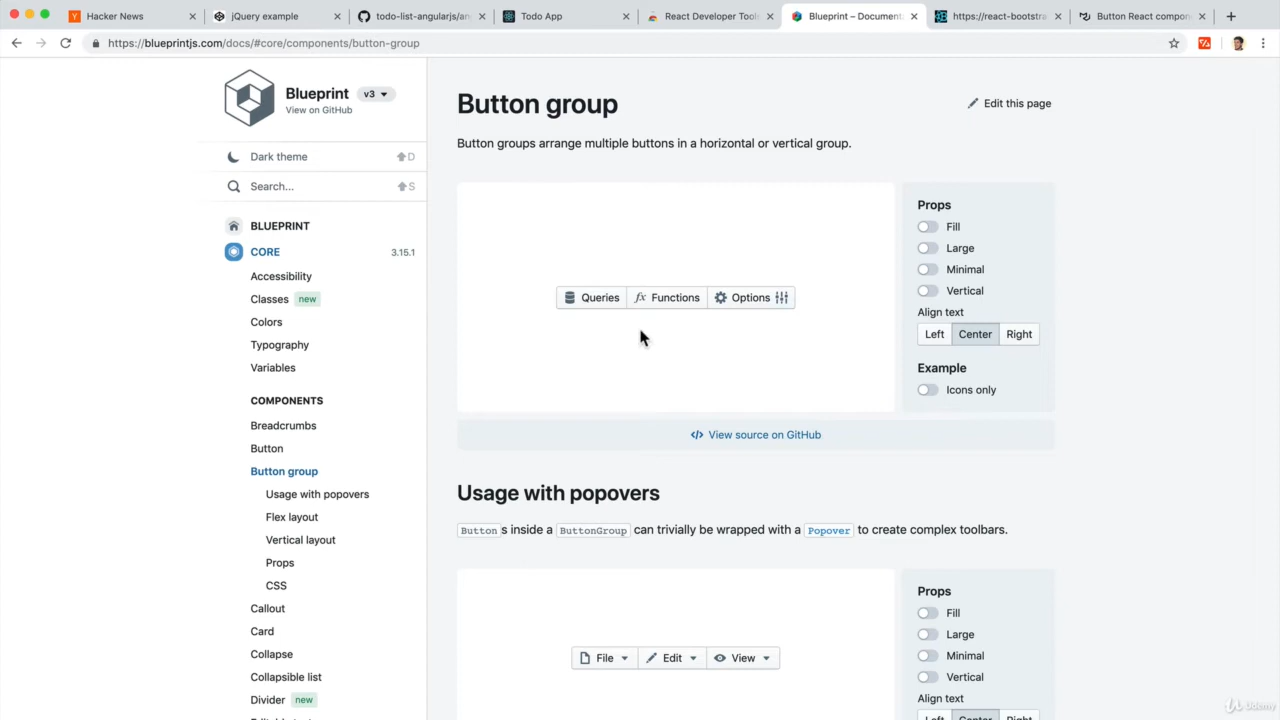 Hacker News
jQuery example
todo-list-angularjs/an
Todo App
React Developer Tools
Blueprint – Documenta
https://react-bootstra
Button React compone
https://blueprintjs.com/docs/#core/components/button-group
Blueprint
v3
View on GitHub
Dark theme
D
Search...
S
BLUEPRINT
CORE
3.15.1
Accessibility
Classes new
Colors
Typography
Variables
COMPONENTS
Breadcrumbs
Button
Button group
Usage with popovers
Flex layout
Vertical layout
Props
CSS
Callout
Card
Collapse
Collapsible list
Divider new
Button group
Edit this page
Button groups arrange multiple buttons in a horizontal or vertical group.
Queries
fx Functions
Options
Props
Fill
Large
Minimal
Vertical
Align text
Left Center Right
Example
Icons only
</> View source on GitHub
Usage with popovers
Buttons inside a ButtonGroup can trivially be wrapped with a Popover to create complex toolbars.
File
Edit
View
Props
Fill
Large
Minimal
Vertical
Align text
Left Center Right
Udemy